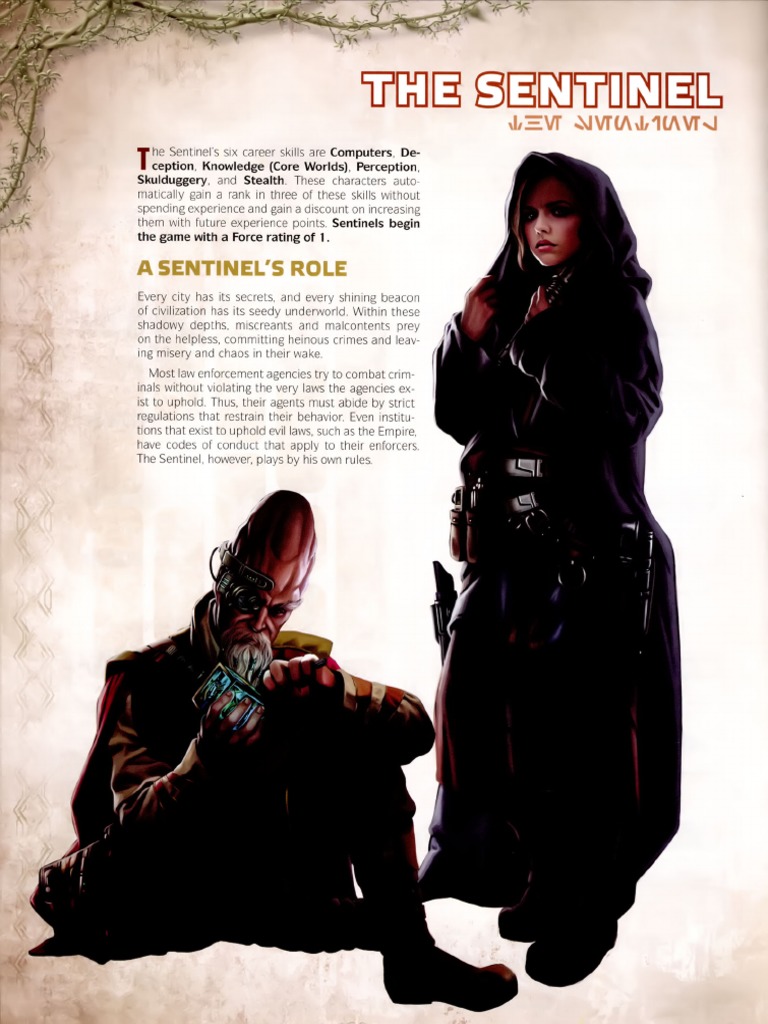 THE SENTINEL
The Sentinel's six career skills are Computers, De-
ception, Knowledge (Core Worlds), Perception,
Skulduggery, and Stealth. These characters auto-
matically gain a rank in three of these skills without
spending experience and gain a discount on increasing
them with future experience points. Sentinels begin
the game with a Force rating of 1.
A SENTINEL'S ROLE
Every city has its secrets, and every shining beacon
of civilization has its seedy underworld. Within these
shadowy depths, miscreants and malcontents prey
on the helpless, committing heinous crimes and leav-
ing misery and chaos in their wake.
Most law enforcement agencies try to combat crim-
inals without violating the very laws the agencies ex-
ist to uphold. Thus, their agents must abide by strict
regulations that restrain their behavior. Even institu-
tions that exist to uphold evil laws, such as the Empire,
have codes of conduct that apply to their enforcers.
The Sentinel, however, plays by his own rules.